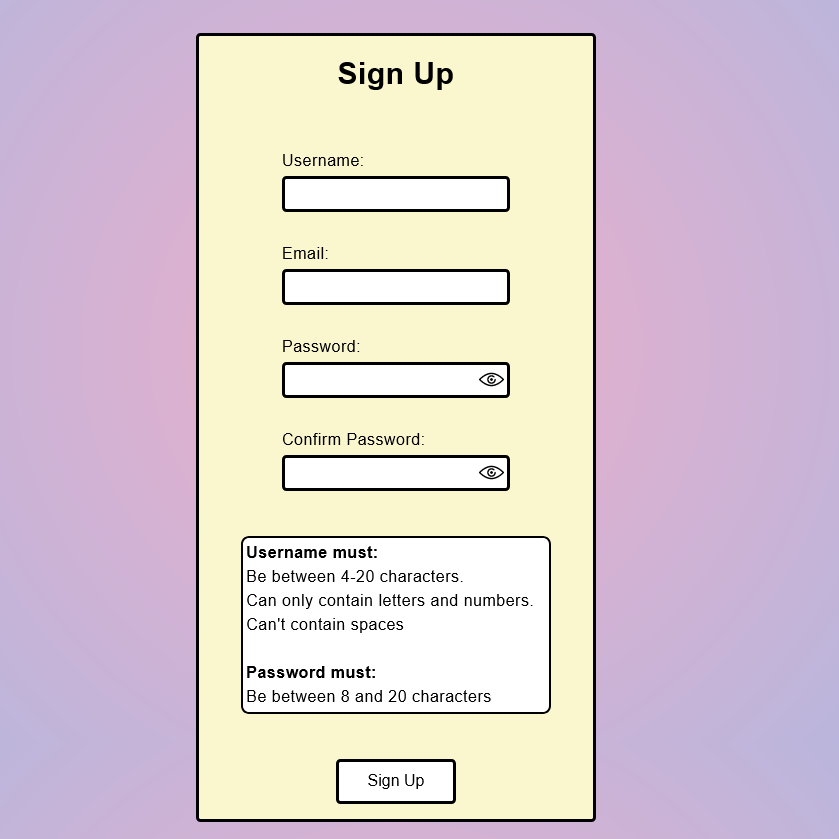 Sign Up
Username:
Email:
Password:
Confirm Password:
Username must:
Be between 4-20 characters.
Can only contain letters and numbers.
Can't contain spaces
Password must:
Be between 8 and 20 characters
Sign Up